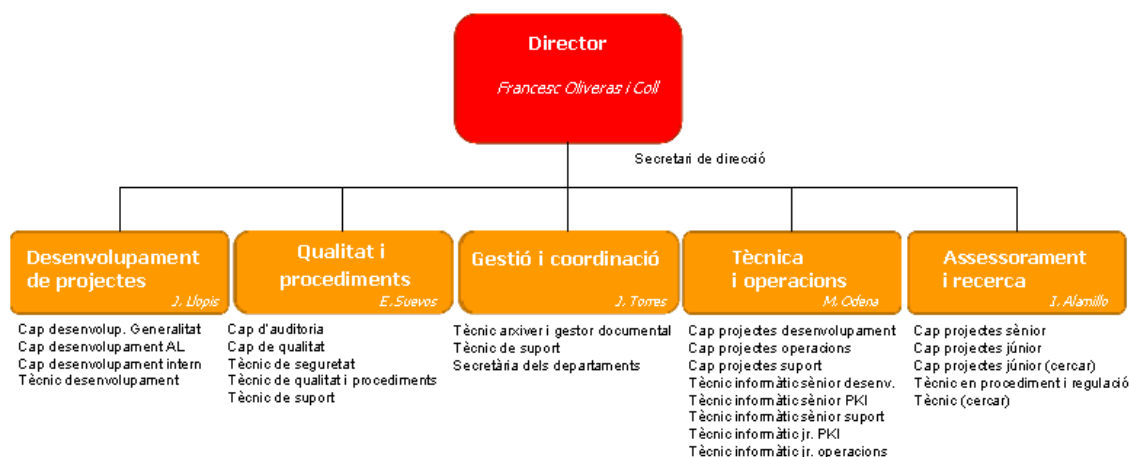 Director
Francesc Oliveras i Coll
Secretari de direcció
Desenvolupament
de projectes
J. Llopis
Cap desenvolup. Generalitat
Cap desenvolupament AL
Cap desenvolupament intern
Tècnic desenvolupament
Qualitat i
procediments
E. Suevos
Cap d'auditoria
Cap de qualitat
Tècnic de seguretat
Tècnic de qualitat i procediments
Tècnic de suport
Gestió i coordinació
J. Torres
Tècnic arxiver i gestor documental
Tècnic de suport
Secretària dels departaments
Tècnica
i operacions
M. Odena
Cap projectes desenvolupament
Cap projectes operacions
Cap projectes suport
Tècnic informàtic sènior desenv.
Tècnic informàtic sènior PKI
Tècnic informàtic sènior suport
Tècnic informàtic jr. PKI
Tècnic informàtic jr. operacions
Assessorament
i recerca
I. Alamillo
Cap projectes sènior
Cap projectes júnior
Cap projectes júnior (cercar)
Tècnic en procediment i regulació
Tècnic (cercar)